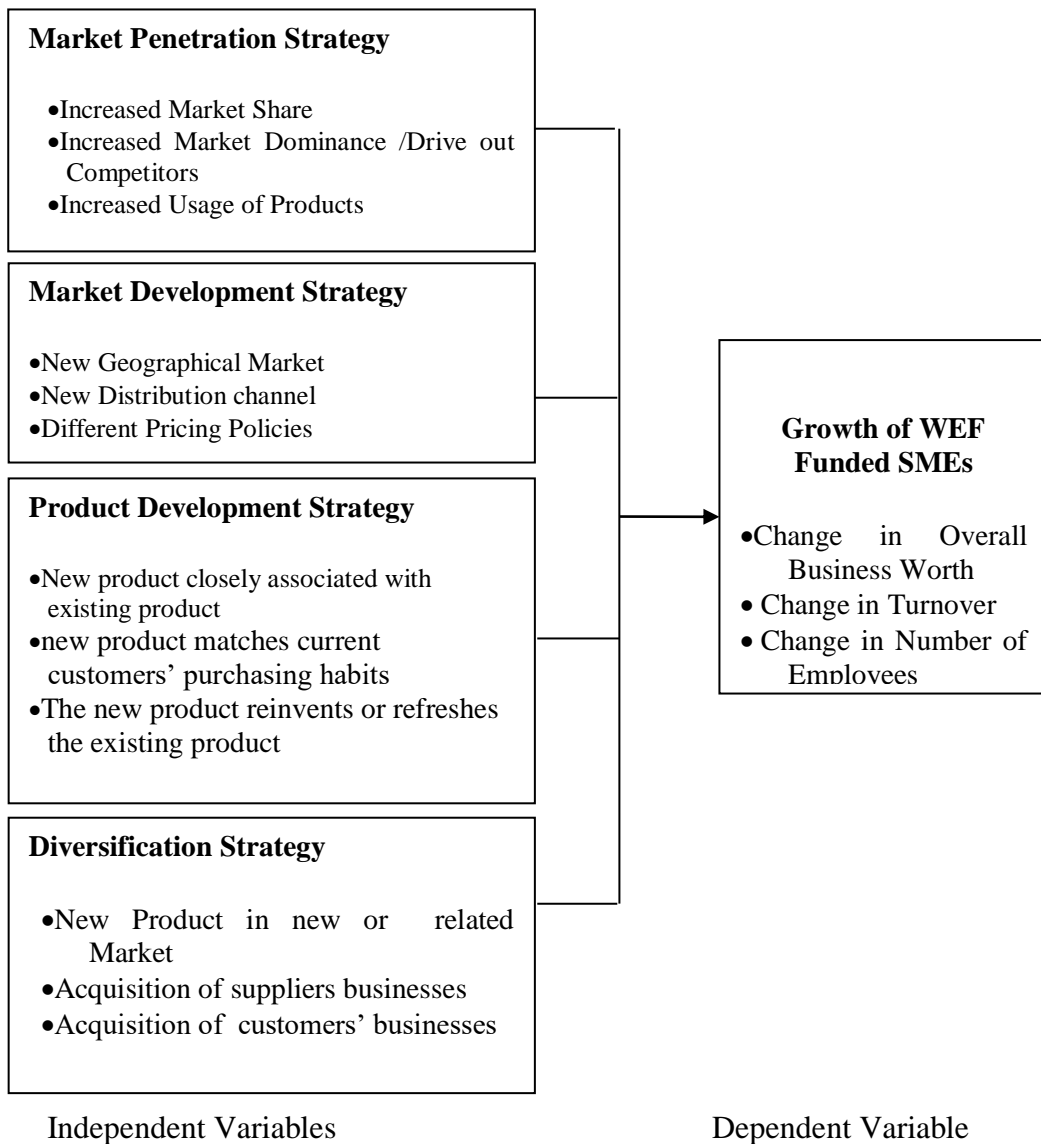 Market Penetration Strategy
•Increased Market Share
•Increased Market Dominance /Drive out
Competitors
•Increased Usage of Products
Market Development Strategy
•New Geographical Market
•New Distribution channel
•Different Pricing Policies
Product Development Strategy
•New product closely associated with
existing product
•new product matches current
customers’ purchasing habits
•The new product reinvents or refreshes
the existing product
Diversification Strategy
•New Product in new or related
Market
•Acquisition of suppliers businesses
•Acquisition of customers’ businesses
Growth of WEF
Funded SMEs
•Change in Overall
Business Worth
• Change in Turnover
• Change in Number of
Employees
Independent Variables
Dependent Variable